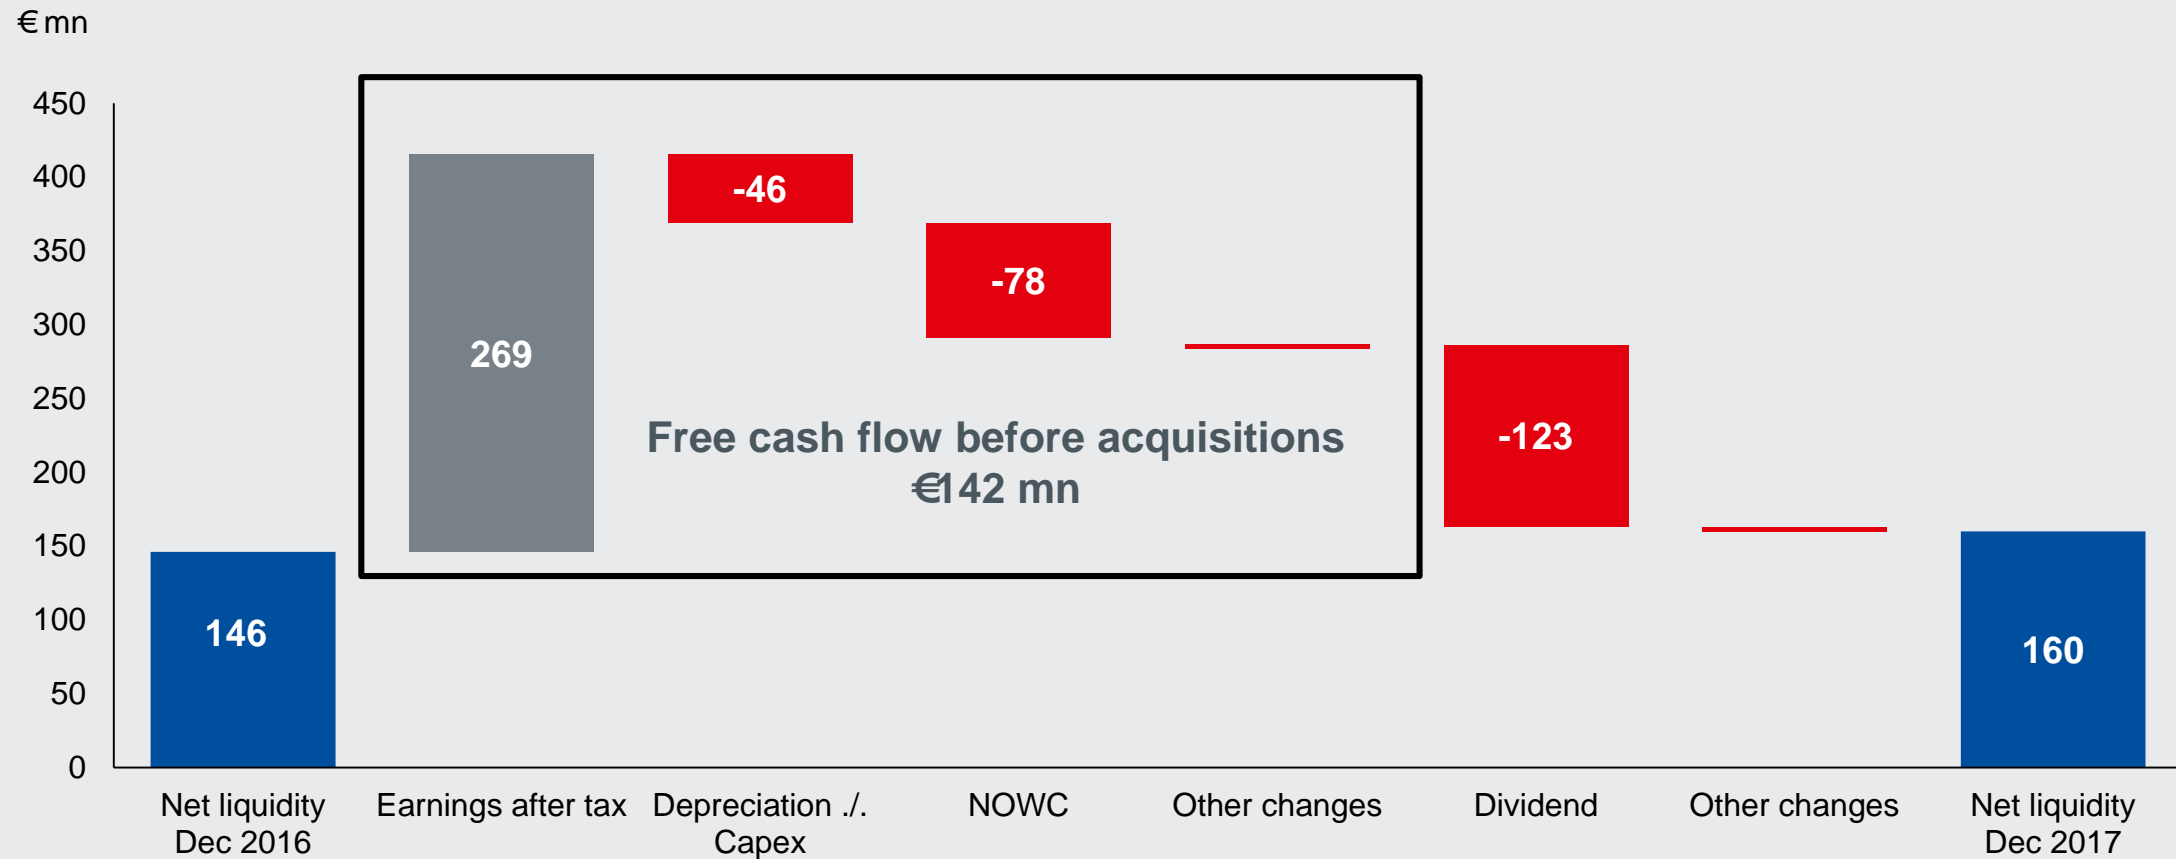 €mn
450
400
350
300
250
200
150
100
50
0
146
269
-46
-78
-123
160
Free cash flow before acquisitions
€142 mn
Net liquidity
Dec 2016
Earnings after tax
Depreciation ./.
Capex
NOWC
Other changes
Dividend
Other changes
Net liquidity
Dec 2017